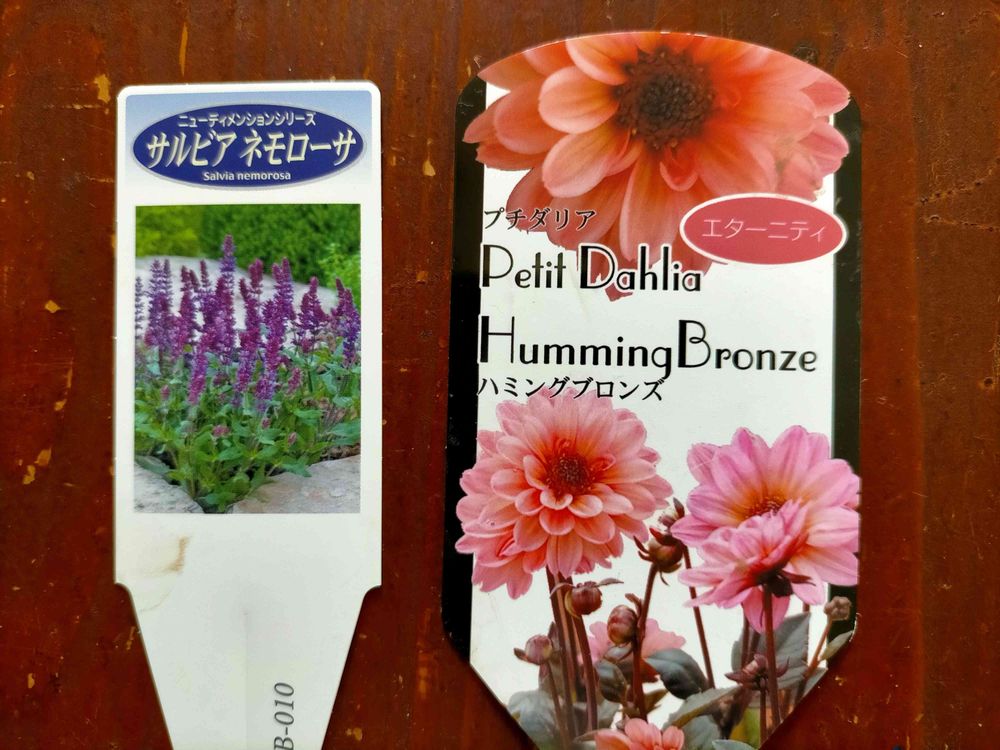 ニューディメンションシリーズ
サルビア ネモローサ
Salvia nemorosa
B-010
プチダリア
エターニティ
Petit Dahlia
Humming Bronze
ハミングブロンズ